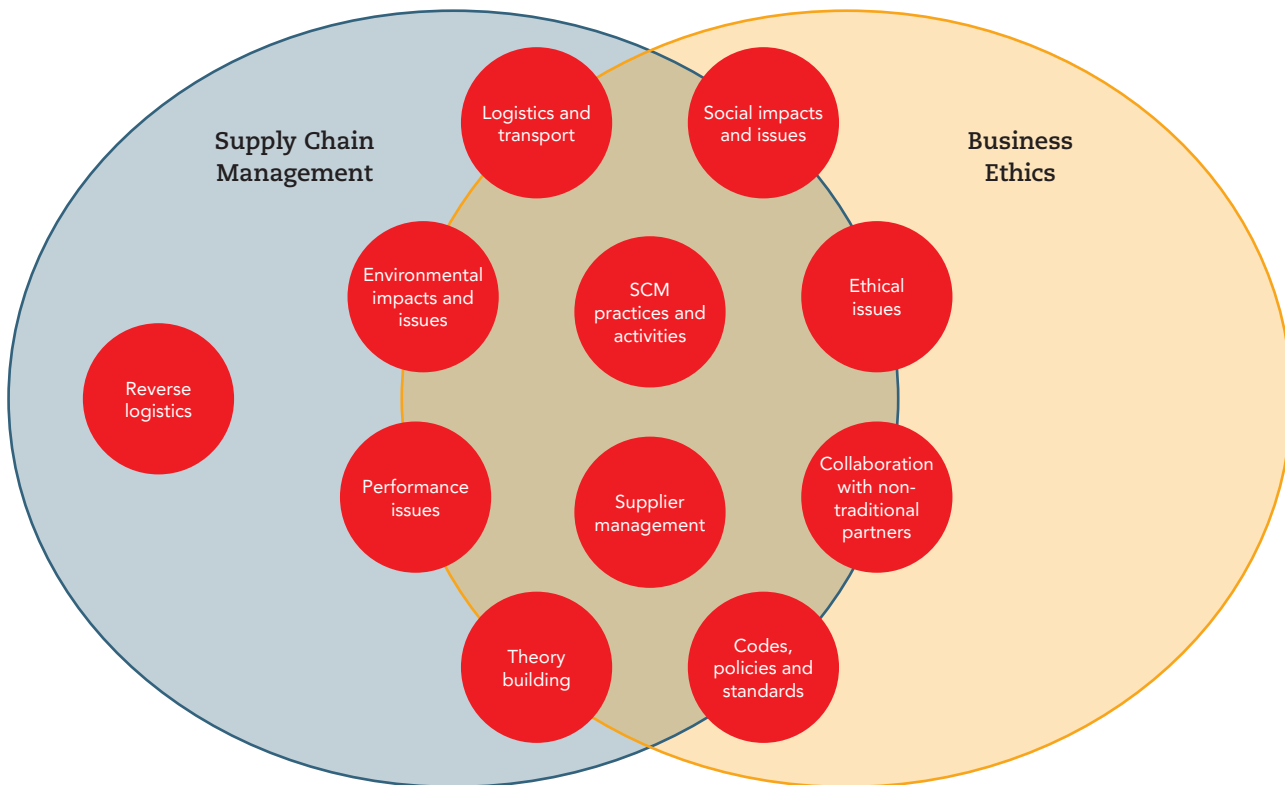 Supply Chain
Management
Business
Ethics
Logistics and
transport
Social impacts
and issues
Environmental
impacts and
issues
SCM
practices and
activities
Ethical
issues
Reverse
logistics
Performance
issues
Supplier
management
Collaboration
with non-
traditional
partners
Theory
building
Codes,
policies and
standards